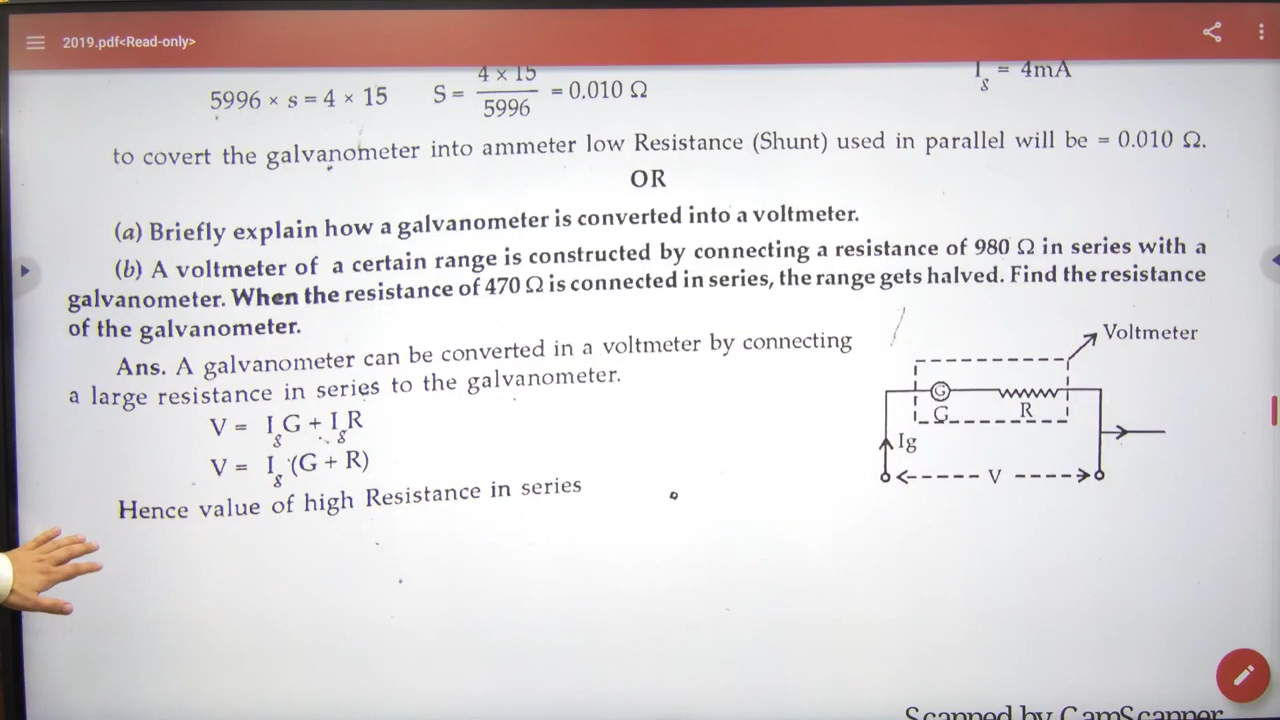 2019.pdf<Read-only>
5996 × s = 4 × 15 S = 4 × 15 / 5996 = 0.010 Ω
I_g = 4mA
to covert the galvanometer into ammeter low Resistance (Shunt) used in parallel will be = 0.010 Ω.
OR
(a) Briefly explain how a galvanometer is converted into a voltmeter.
(b) A voltmeter of a certain range is constructed by connecting a resistance of 980 Ω in series with a
galvanometer. When the resistance of 470 Ω is connected in series, the range gets halved. Find the resistance
of the galvanometer.
Ans. A galvanometer can be converted in a voltmeter by connecting
a large resistance in series to the galvanometer.
V = I_g G + I_g R
V = I_g (G + R)
Hence value of high Resistance in series
Voltmeter
G
G R
Ig
V
Scanned by CamScanner